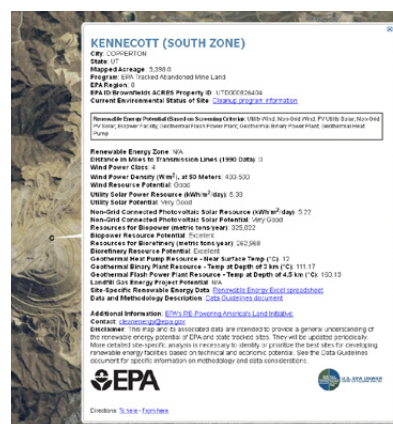 KENNECOTT (SOUTH ZONE)
City: COPPERTON
State: UT
Mapped Acreage: 5,398.6
Program: EPA Tracked Abandoned Mine Land
EPA Region: 8
EPA ID/Brownfields ACRES Property ID: UTD000826404
Current Environmental Status of Site: Cleanup program information
Renewable Energy Potential (Based on Screening Criteria): Utility Wind, Non-Grid Wind, PV Utility Solar, Non-Grid
PV Solar, Biopower Facility, Geothermal Flash Power Plant, Geothermal Binary Power Plant, Geothermal Heat
Pump
Renewable Energy Zone: N/A
Distance in Miles to Transmission Lines (1990 Data): 0
Wind Power Class: 4
Wind Power Density (W/m²), at 50 Meters: 400-500
Wind Resource Potential: Good
Utility Solar Power Resource (kWh/m²/day): 5.33
Utility Solar Potential: Very Good
Non-Grid Connected Photovoltaic Solar Resource (kWh/m²/day): 5.22
Non-Grid Connected Photovoltaic Solar Potential: Very Good
Resources for Biopower (metric tons/year): 325,022
Biopower Resource Potential: Excellent
Resources for Biorefinery (metric tons/year): 262,968
Biorefinery Resource Potential: Excellent
Geothermal Heat Pump Resource - Near Surface Temp (°C): 12
Geothermal Binary Plant Resource - Temp at Depth of 3 km (°C): 111.17
Geothermal Flash Power Plant Resource - Temp at Depth of 4.5 km (°C): 160.13
Landfill Gas Energy Project Potential: N/A
Site-Specific Renewable Energy Data: Renewable Energy Excel spreadsheet
Data and Methodology Description: Data Guidelines document
Additional Information: EPA's RE-Powering America's Land Initiative
Contact: cleanenergy@epa.gov
Disclaimer: This map and its associated data are intended to provide a general understanding of
the renewable energy potential of EPA and state tracked sites. They will be updated periodically.
More detailed site-specific analysis is necessary to identify or prioritize the best sites for developing
renewable energy facilities based on technical and economic potential. See the Data Guidelines
document for specific information on methodology and data considerations.
EPA
Directions: To here - From here